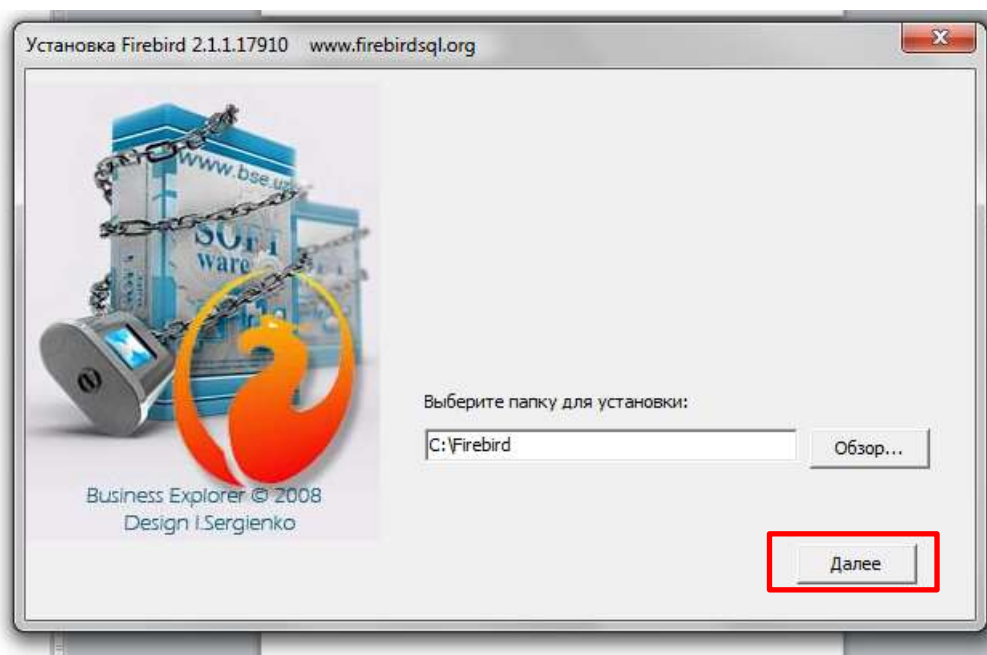 Установка Firebird 2.1.1.17910 www.firebirdsql.org
www.bse.uz
SOFT
ware
Выберите папку для установки:
C:\Firebird
Обзор...
Business Explorer © 2008
Design I.Sergienko
Далее